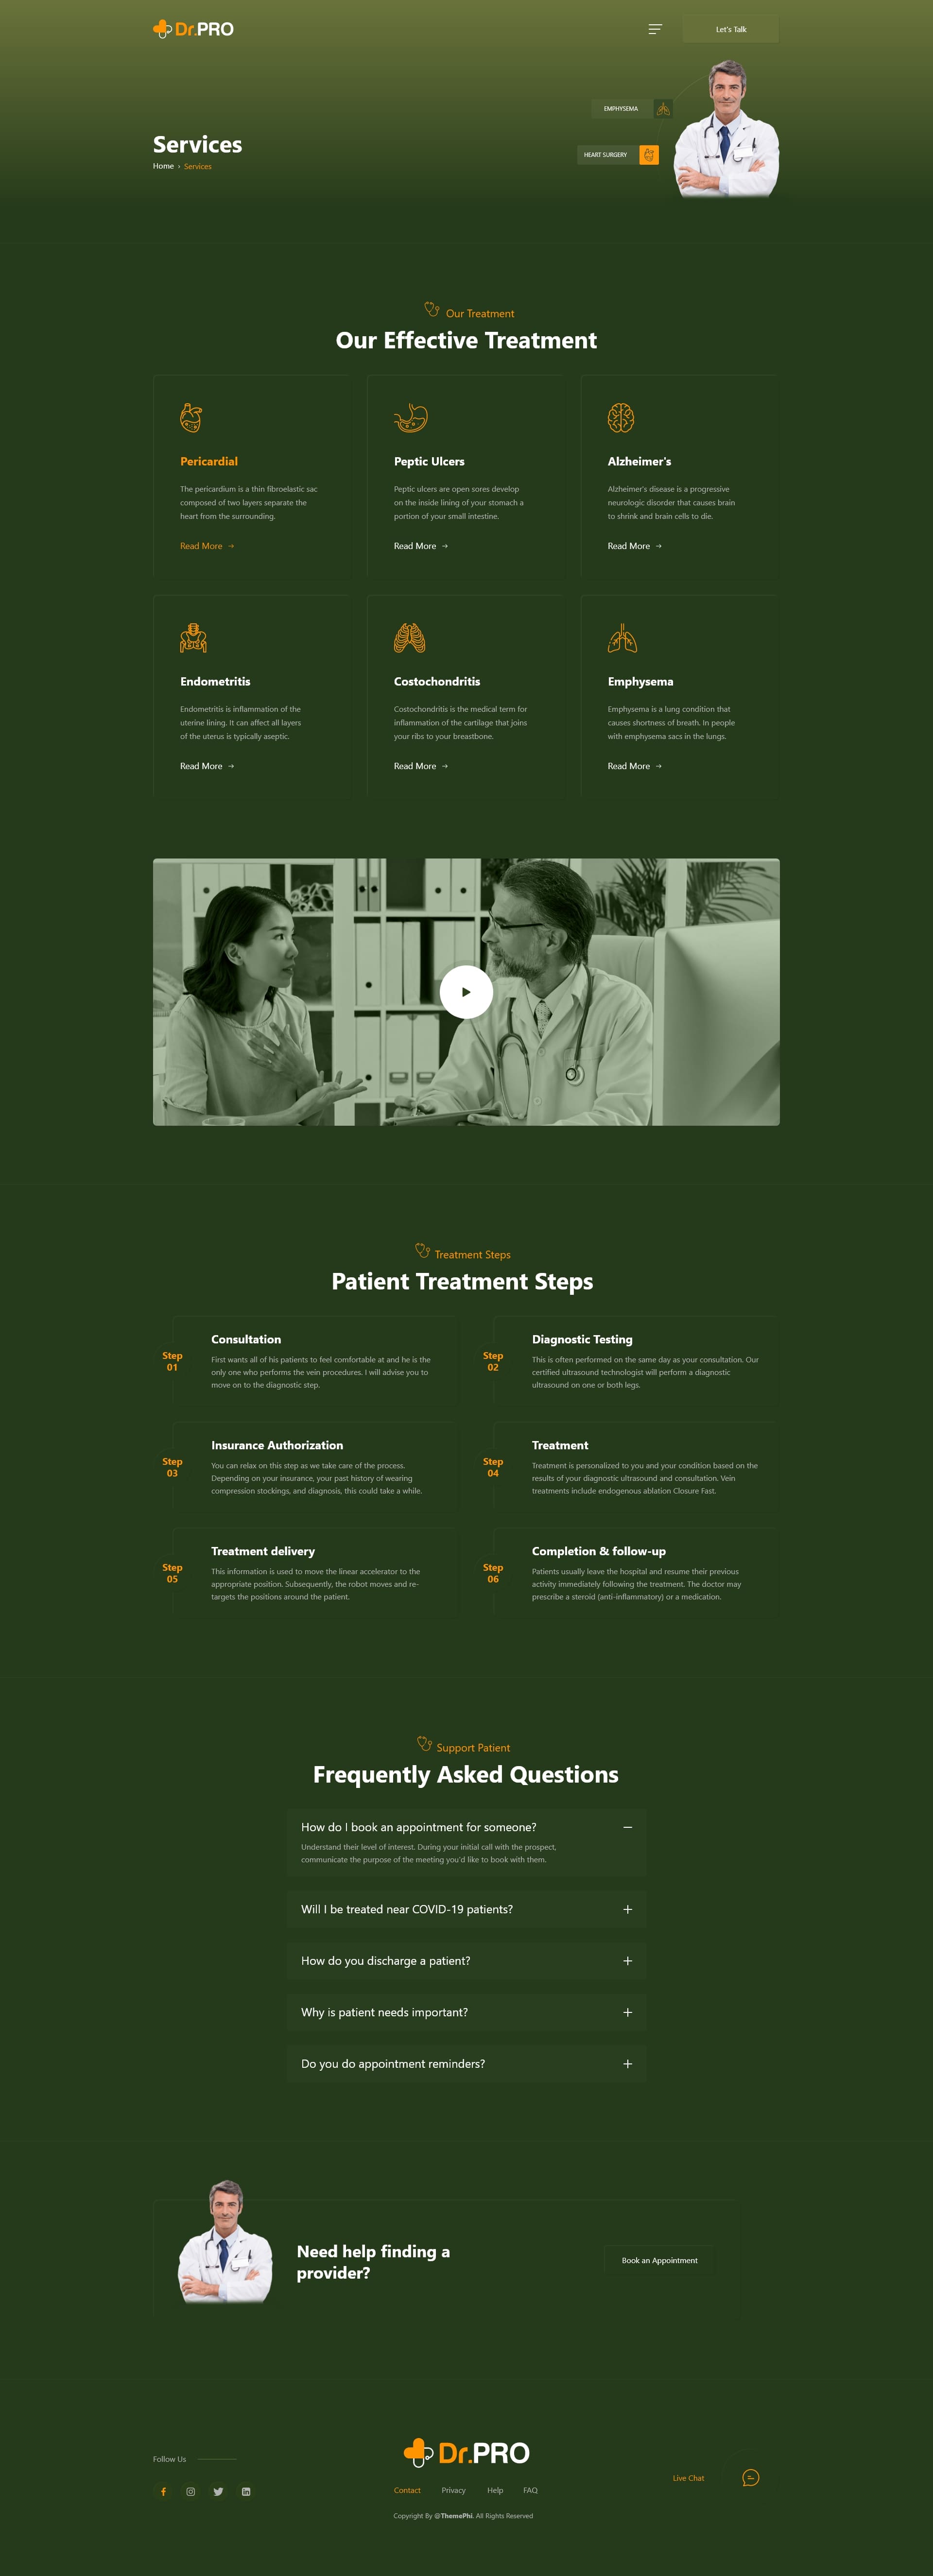 Dr.PRO
Let's Talk
EMPHYSEMA
HEART SURGERY
Services
Home › Services
Our Treatment
Our Effective Treatment
Pericardial
The pericardium is a thin fibroelastic sac
composed of two layers separate the
heart from the surrounding.
Read More →
Peptic Ulcers
Peptic ulcers are open sores develop
on the inside lining of your stomach a
portion of your small intestine.
Read More →
Alzheimer's
Alzheimer's disease is a progressive
neurologic disorder that causes brain
to shrink and brain cells to die.
Read More →
Endometritis
Endometritis is inflamation of the
uterine lining. It can affect all layers
of the uterus is typically aseptic.
Read More →
Costochondritis
Costochondritis is the medical term for
inflammation of the cartilage that joins
your ribs to your breastbone.
Read More →
Emphysema
Emphysema is a lung condition that
causes shortness of breath. In people
with emphysema sacs in the lungs.
Read More →
Treatment Steps
Patient Treatment Steps
Step
01
Consultation
First wants all of his patients to feel comfortable at and he is the
only one who performs the vein procedures. I will advise you to
move on to the diagnostic step.
Step
02
Diagnostic Testing
This is often performed on the same day as your consultation. Our
certified ultrasound technologist will perform a diagnostic
ultrasound on one or both legs.
Step
03
Insurance Authorization
You can relax on this step as we take care of the process.
Depending on your insurance, your past history of wearing
compression stockings, and diagnosis, this could take a while.
Step
04
Treatment
Treatment is personalized to you and your condition based on the
results of your diagnostic ultrasound and consultation. Vein
treatments include endogenous ablation Closure Fast.
Step
05
Treatment delivery
This information is used to move the linear accelerator to the
appropriate position. Subsequently, the robot moves and re-
targets the positions around the patient.
Step
06
Completion & follow-up
Patients usually leave the hospital and resume their previous
activity immediately following the treatment. The doctor may
prescribe a steroid (anti-inflammatory) or a medication.
Support Patient
Frequently Asked Questions
How do I book an appointment for someone?
Understand their level of interest. During your initial call with the prospect,
communicate the purpose of the meeting you'd like to book with them.
Will I be treated near COVID-19 patients?
How do you discharge a patient?
Why is patient needs important?
Do you do appointment reminders?
Need help finding a
provider?
Book an Appointment
Follow Us
Dr.PRO
Contact Privacy Help FAQ
Copyright By @ThemePhi. All Rights Reserved
Live Chat